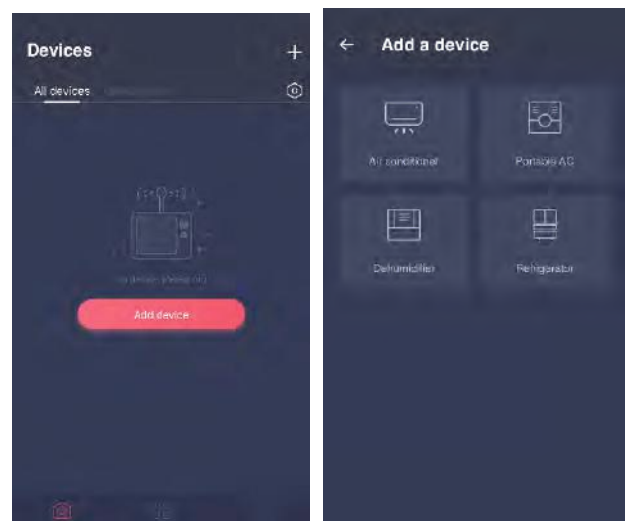 Devices
+
All devices
Add device
← Add a device
Air conditioner
Portable AC
Dehumidifier
Refrigerator